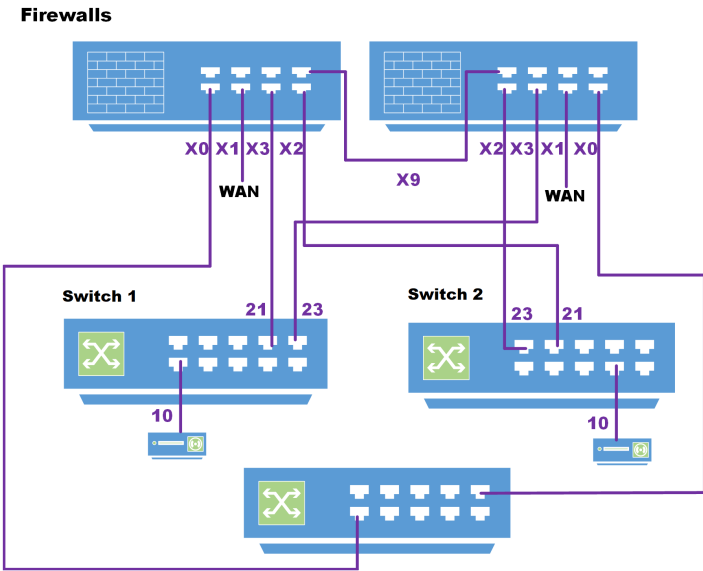 Firewalls
X0 X1 X3 X2
X2 X3 X1 X0
X9
WAN
WAN
Switch 1
Switch 2
21 23
23 21
10
10